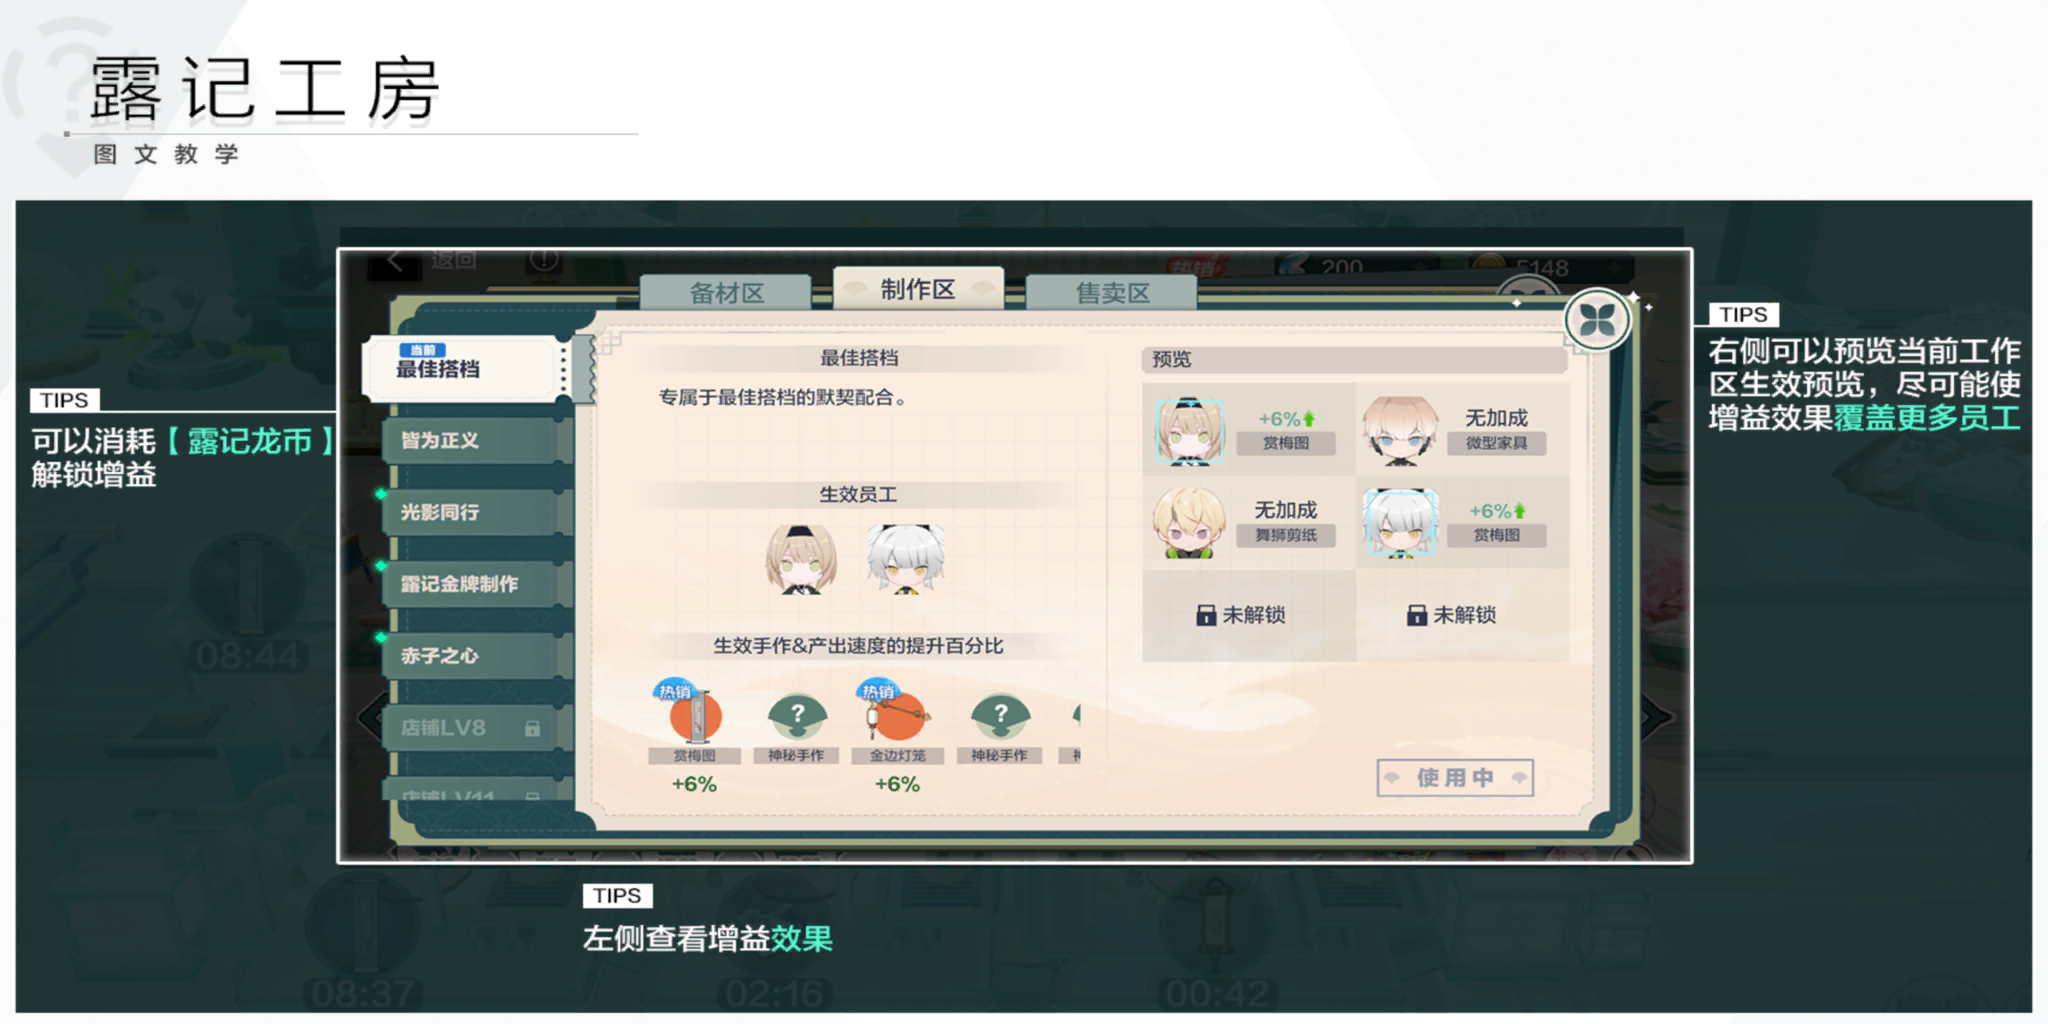 露记工房
图文教学
返回
热销
200
5148
备材区
制作区
售卖区
TIPS
可以消耗【露记龙币】
解锁增益
当前
最佳搭档
皆为正义
光影同行
露记金牌制作
赤子之心
店铺LV8
店铺LV11
最佳搭档
专属于最佳搭档的默契配合。
生效员工
生效手作&产出速度的提升百分比
热销
赏梅图
+6%
?
神秘手作
热销
金边灯笼
+6%
?
神秘手作
预览
+6%
赏梅图
无加成
微型家具
无加成
舞狮剪纸
+6%
赏梅图
未解锁
未解锁
使用中
TIPS
右侧可以预览当前工作
区生效预览，尽可能使
增益效果覆盖更多员工
TIPS
左侧查看增益效果
08:44
08:37
02:16
00:42